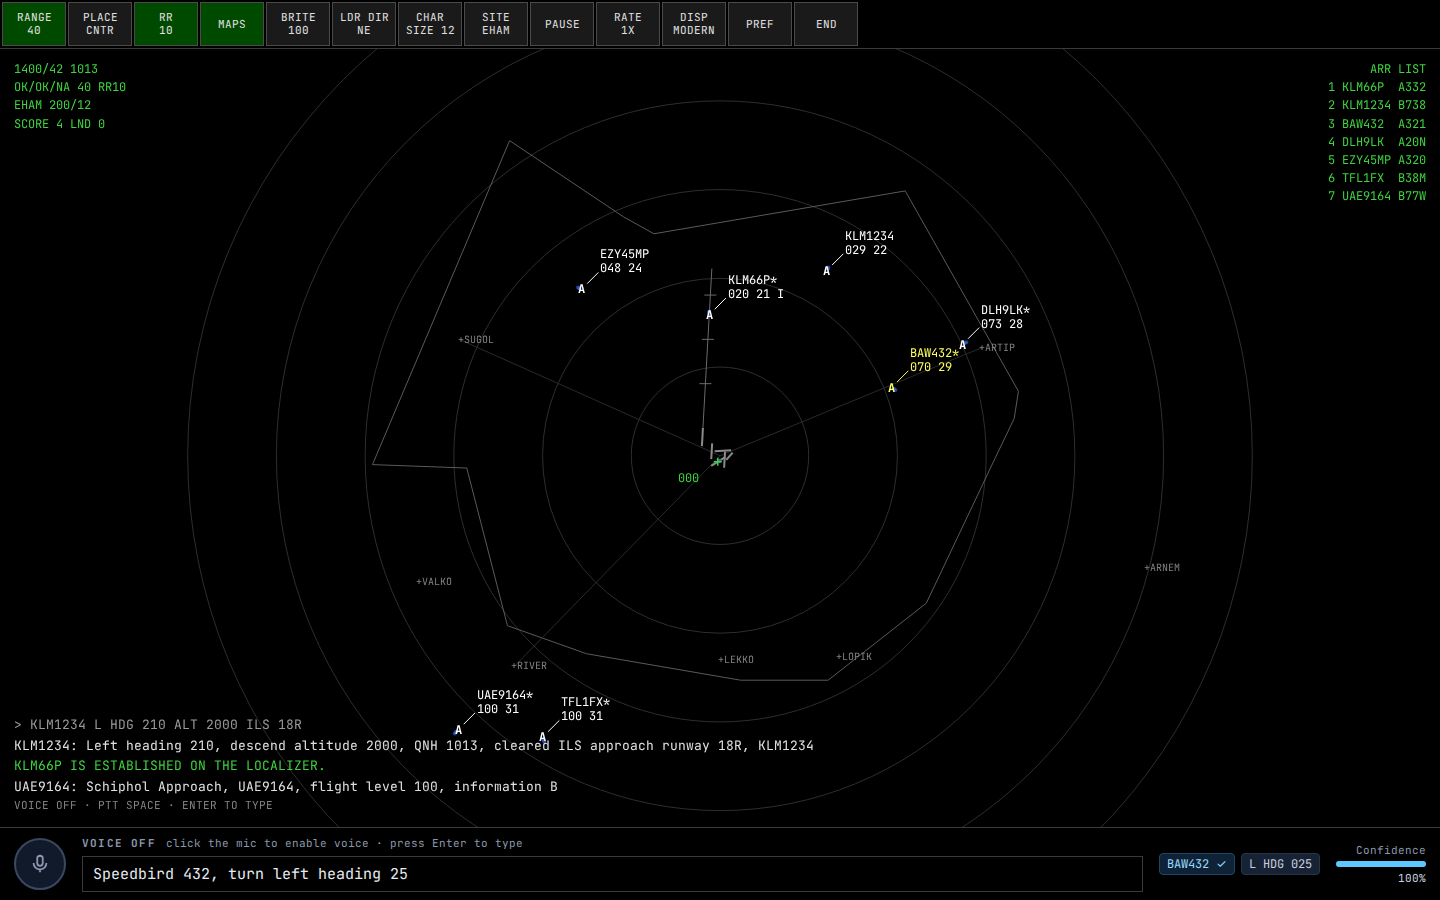 RANGE
40
PLACE
CNTR
RR
10
MAPS
BRITE
100
LDR DIR
NE
CHAR
SIZE 12
SITE
EHAM
PAUSE
RATE
1X
DISP
MODERN
PREF
END
1400/42 1013
OK/OK/NA 40 RR10
EHAM 200/12
SCORE 4 LND 0
ARR LIST
1 KLM66P A332
2 KLM1234 B738
3 BAW432 A321
4 DLH9LK A20N
5 EZY45MP A320
6 TFL1FX B38M
7 UAE9164 B77W
KLM1234
029 22
A
EZY45MP
048 24
A
KLM66P*
020 21 I
A
DLH9LK*
073 28
A
+SUGOL
+ARTIP
BAW432*
070 29
A
000
+VALKO
+ARNEM
+RIVER
+LEKKO
+LOPIK
UAE9164*
100 31
A
TFL1FX*
100 31
A
> KLM1234 L HDG 210 ALT 2000 ILS 18R
KLM1234: Left heading 210, descend altitude 2000, QNH 1013, cleared ILS approach runway 18R, KLM1234
KLM66P IS ESTABLISHED ON THE LOCALIZER.
UAE9164: Schiphol Approach, UAE9164, flight level 100, information B
VOICE OFF · PTT SPACE · ENTER TO TYPE
VOICE OFF click the mic to enable voice · press Enter to type
Speedbird 432, turn left heading 25
BAW432 ✓
L HDG 025
Confidence
100%